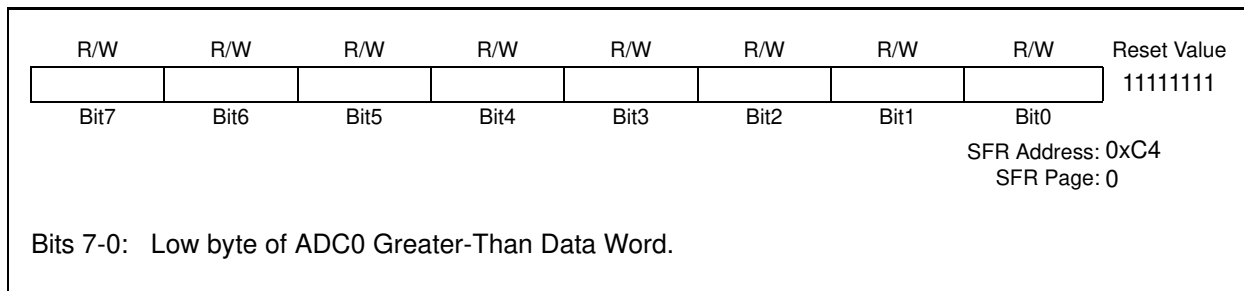 R/W R/W R/W R/W R/W R/W R/W R/W Reset Value
11111111
Bit7 Bit6 Bit5 Bit4 Bit3 Bit2 Bit1 Bit0
SFR Address: 0xC4
SFR Page: 0
Bits 7-0: Low byte of ADC0 Greater-Than Data Word.